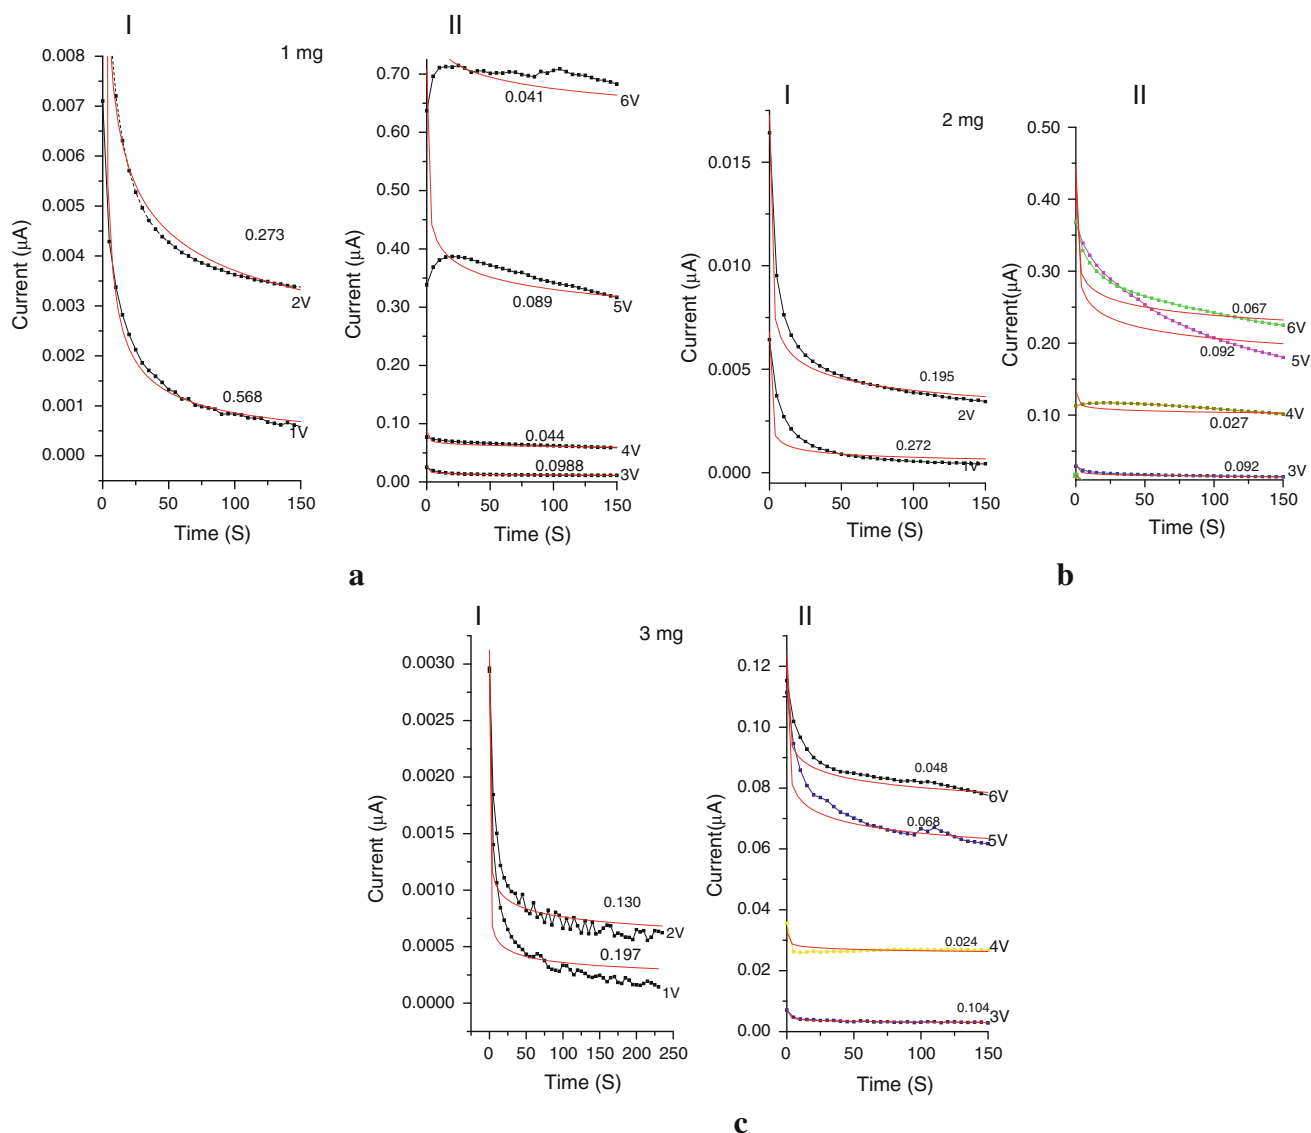 I
1 mg
0.008
0.007
0.006
0.005
0.004
0.003
0.002
0.001
0.000
Current (μA)
0.273
2V
0.568
1V
0 50 100 150
Time (S)
II
0.70
0.60
0.50
0.40
0.30
0.20
0.10
0.00
Current (μA)
0.041
6V
0.089
5V
0.044
4V
0.0988
3V
0 50 100 150
Time (S)
a
I
2 mg
0.015
0.010
0.005
0.000
Current (μA)
0.195
2V
0.272
1V
0 50 100 150
Time (S)
II
0.50
0.40
0.30
0.20
0.10
Current(μA)
0.067
6V
0.092
5V
4V
0.027
0.092
3V
0 50 100 150
Time (S)
b
I
3 mg
0.0030
0.0025
0.0020
0.0015
0.0010
0.0005
0.0000
Current (μA)
0.130
2V
0.197
1V
0 50 100 150 200 235
Time (S)
II
0.12
0.10
0.08
0.06
0.04
0.02
0.00
Current(μA)
0.048
6V
0.068
5V
0.024
4V
0.104
3V
0 50 100 150
Time (S)
c